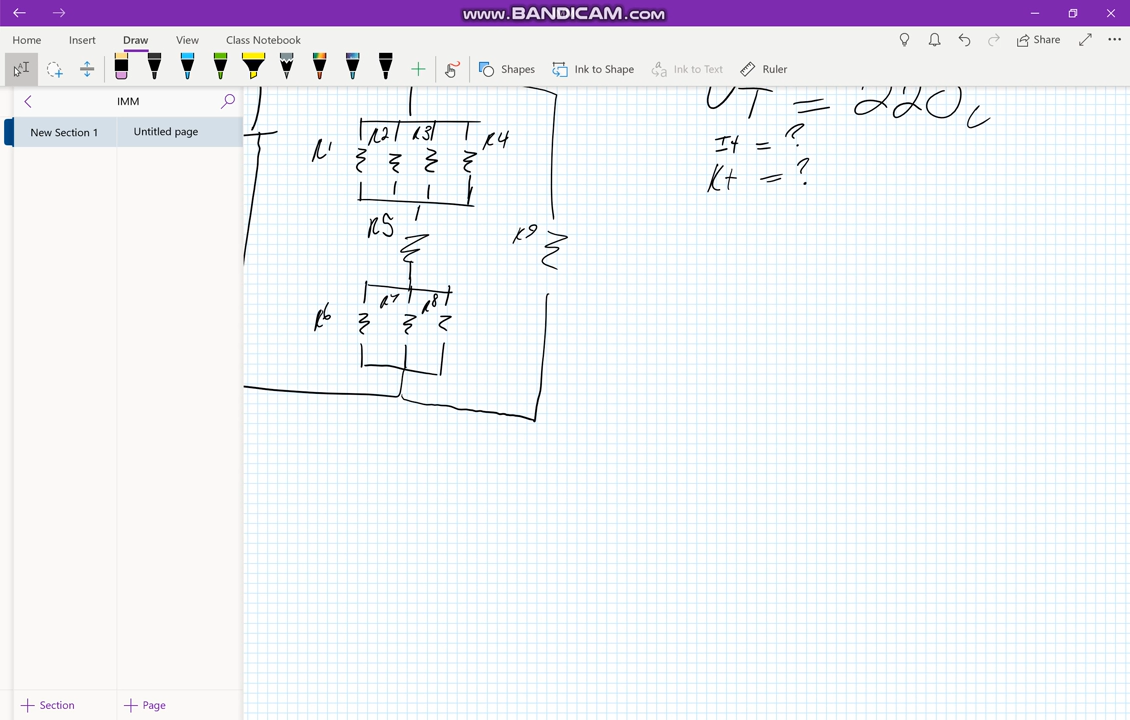 www.BANDICAM.com
Home Insert Draw View Class Notebook Share
Shapes Ink to Shape Ink to Text Ruler
IMM
New Section 1 Untitled page
UT = 220
R1 R2 R3 R4
It = ?
Rt = ?
R5
R9
R6 R7 R8
Section Page